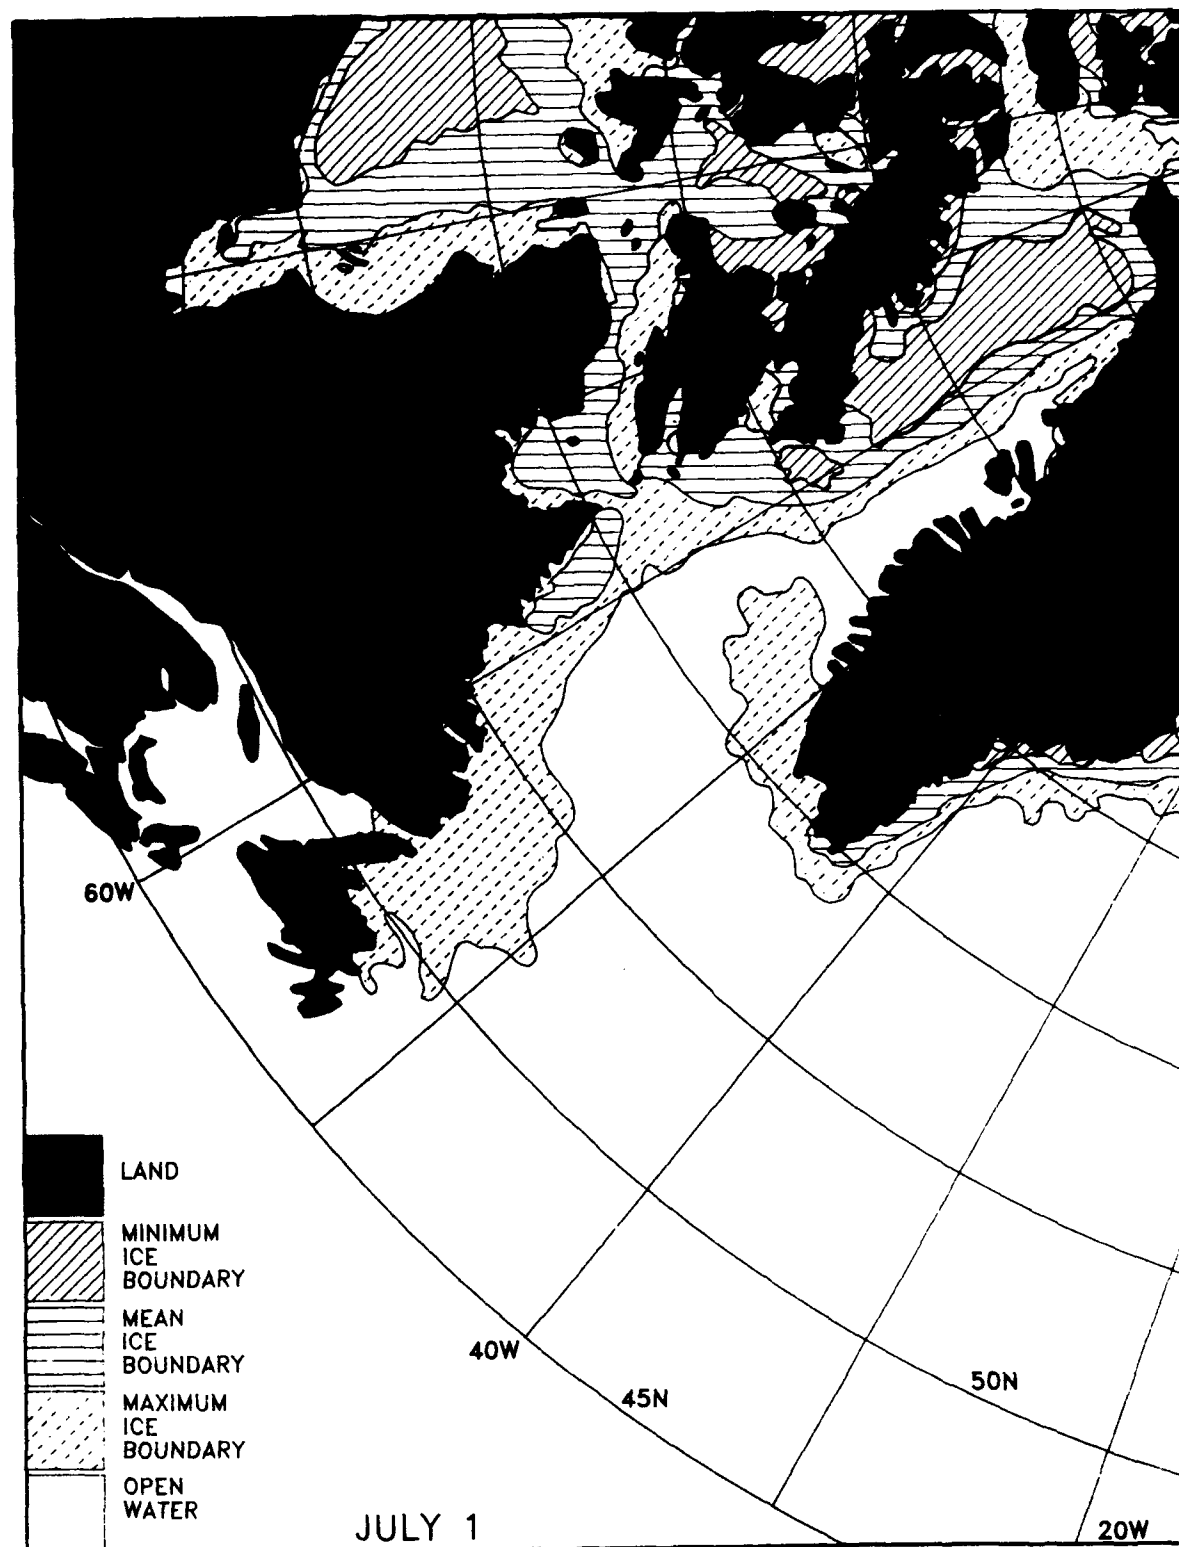 60W
LAND
MINIMUM
ICE
BOUNDARY
MEAN
ICE
BOUNDARY
MAXIMUM
ICE
BOUNDARY
OPEN
WATER
40W
45N
50N
20W
JULY 1